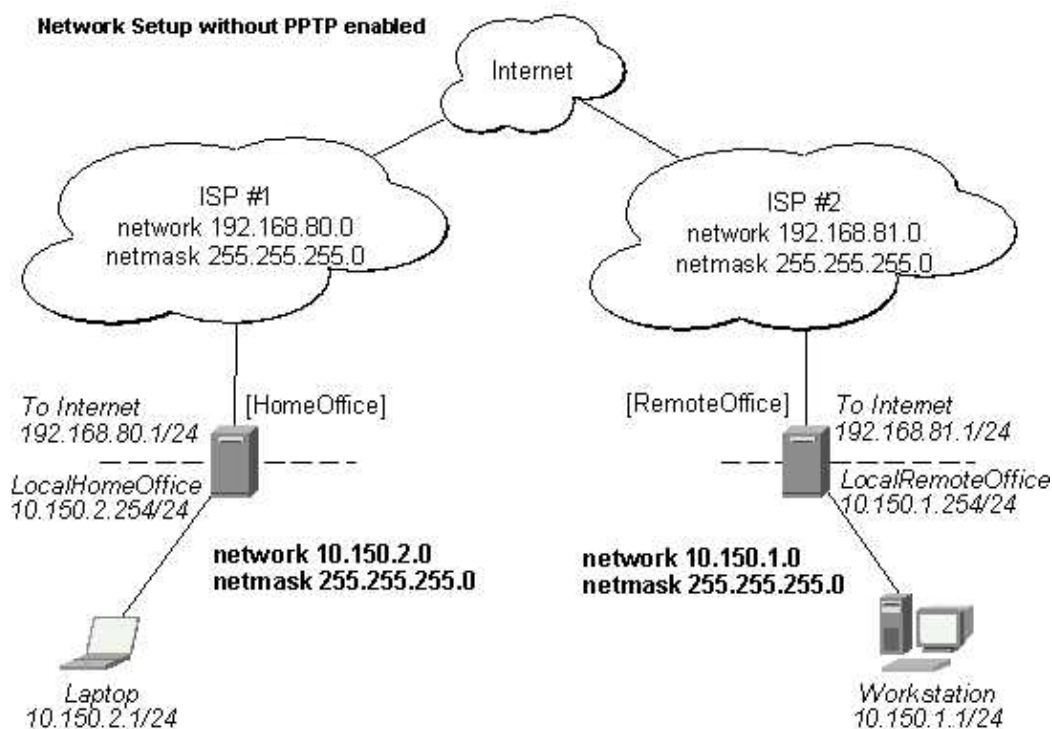 Network Setup without PPTP enabled
Internet
ISP #1
network 192.168.80.0
netmask 255.255.255.0
ISP #2
network 192.168.81.0
netmask 255.255.255.0
[HomeOffice]
To Internet
192.168.80.1/24
LocalHomeOffice
10.150.2.254/24
[RemoteOffice]
To Internet
192.168.81.1/24
LocalRemoteOffice
10.150.1.254/24
network 10.150.2.0
netmask 255.255.255.0
network 10.150.1.0
netmask 255.255.255.0
Laptop
10.150.2.1/24
Workstation
10.150.1.1/24